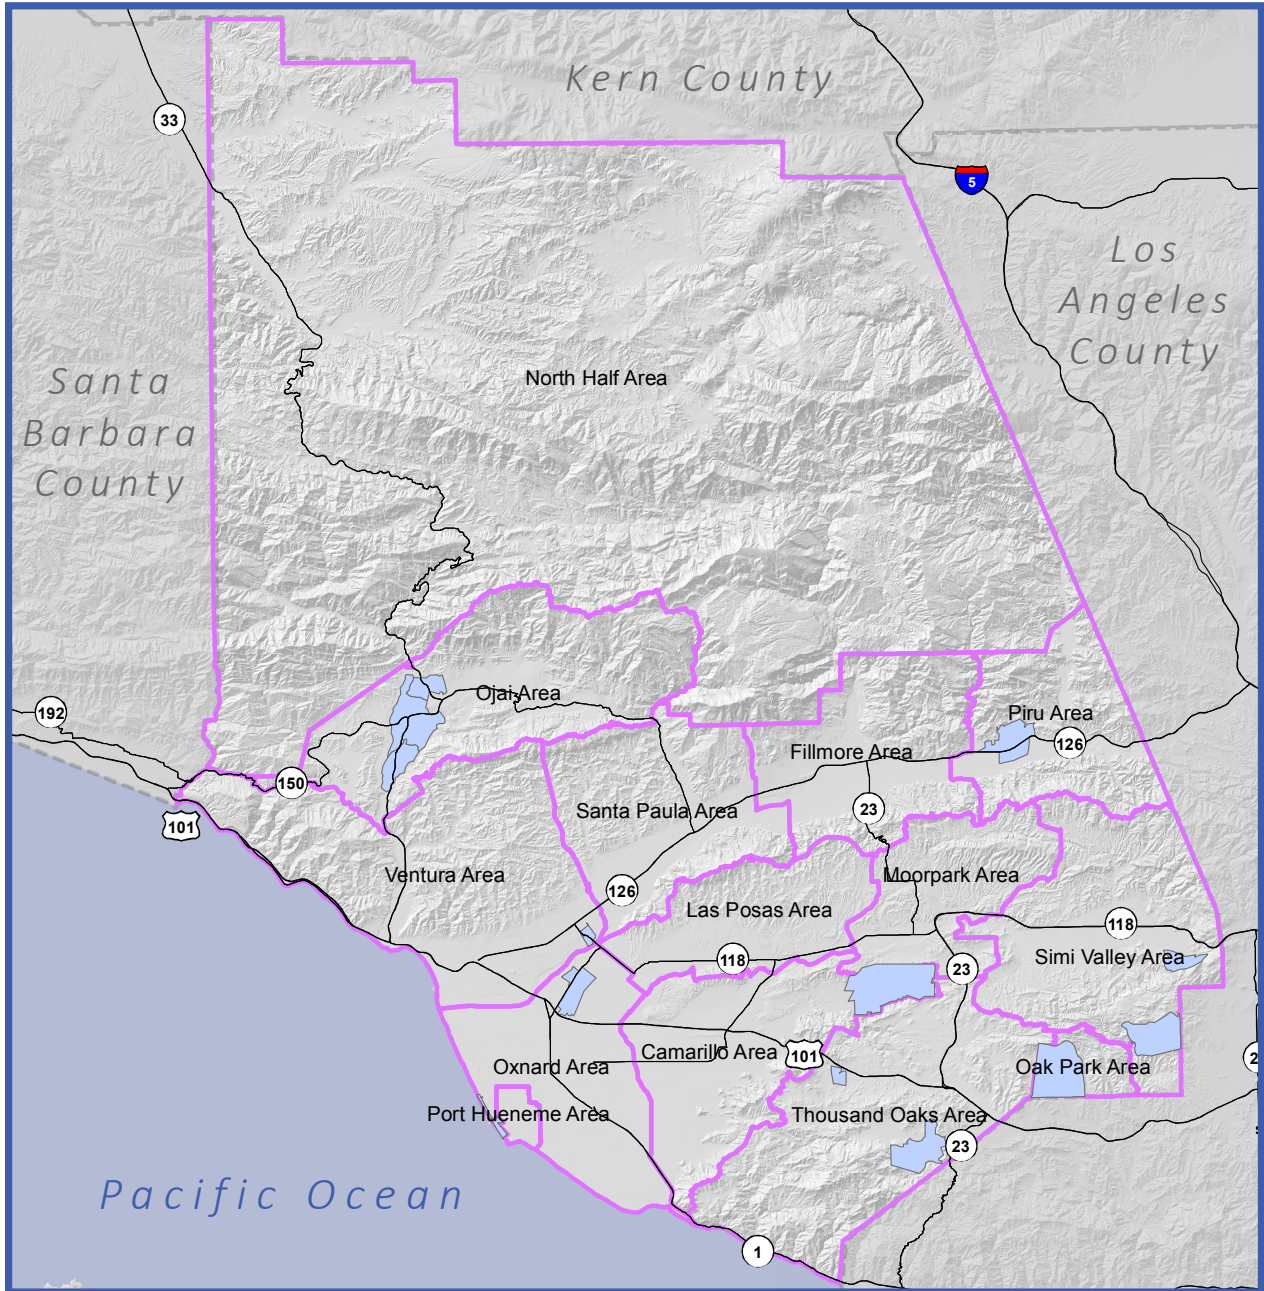 Kern County
33
5
Los
Angeles
County
North Half Area
Santa
Barbara
County
Ojai Area
192
Piru Area
126
Fillmore Area
150
Santa Paula Area
23
101
Ventura Area
Moorpark Area
126
Las Posas Area
118
118
Simi Valley Area
23
Camarillo Area
101
Oxnard Area
Oak Park Area
Port Hueneme Area
Thousand Oaks Area
23
Pacific Ocean
1